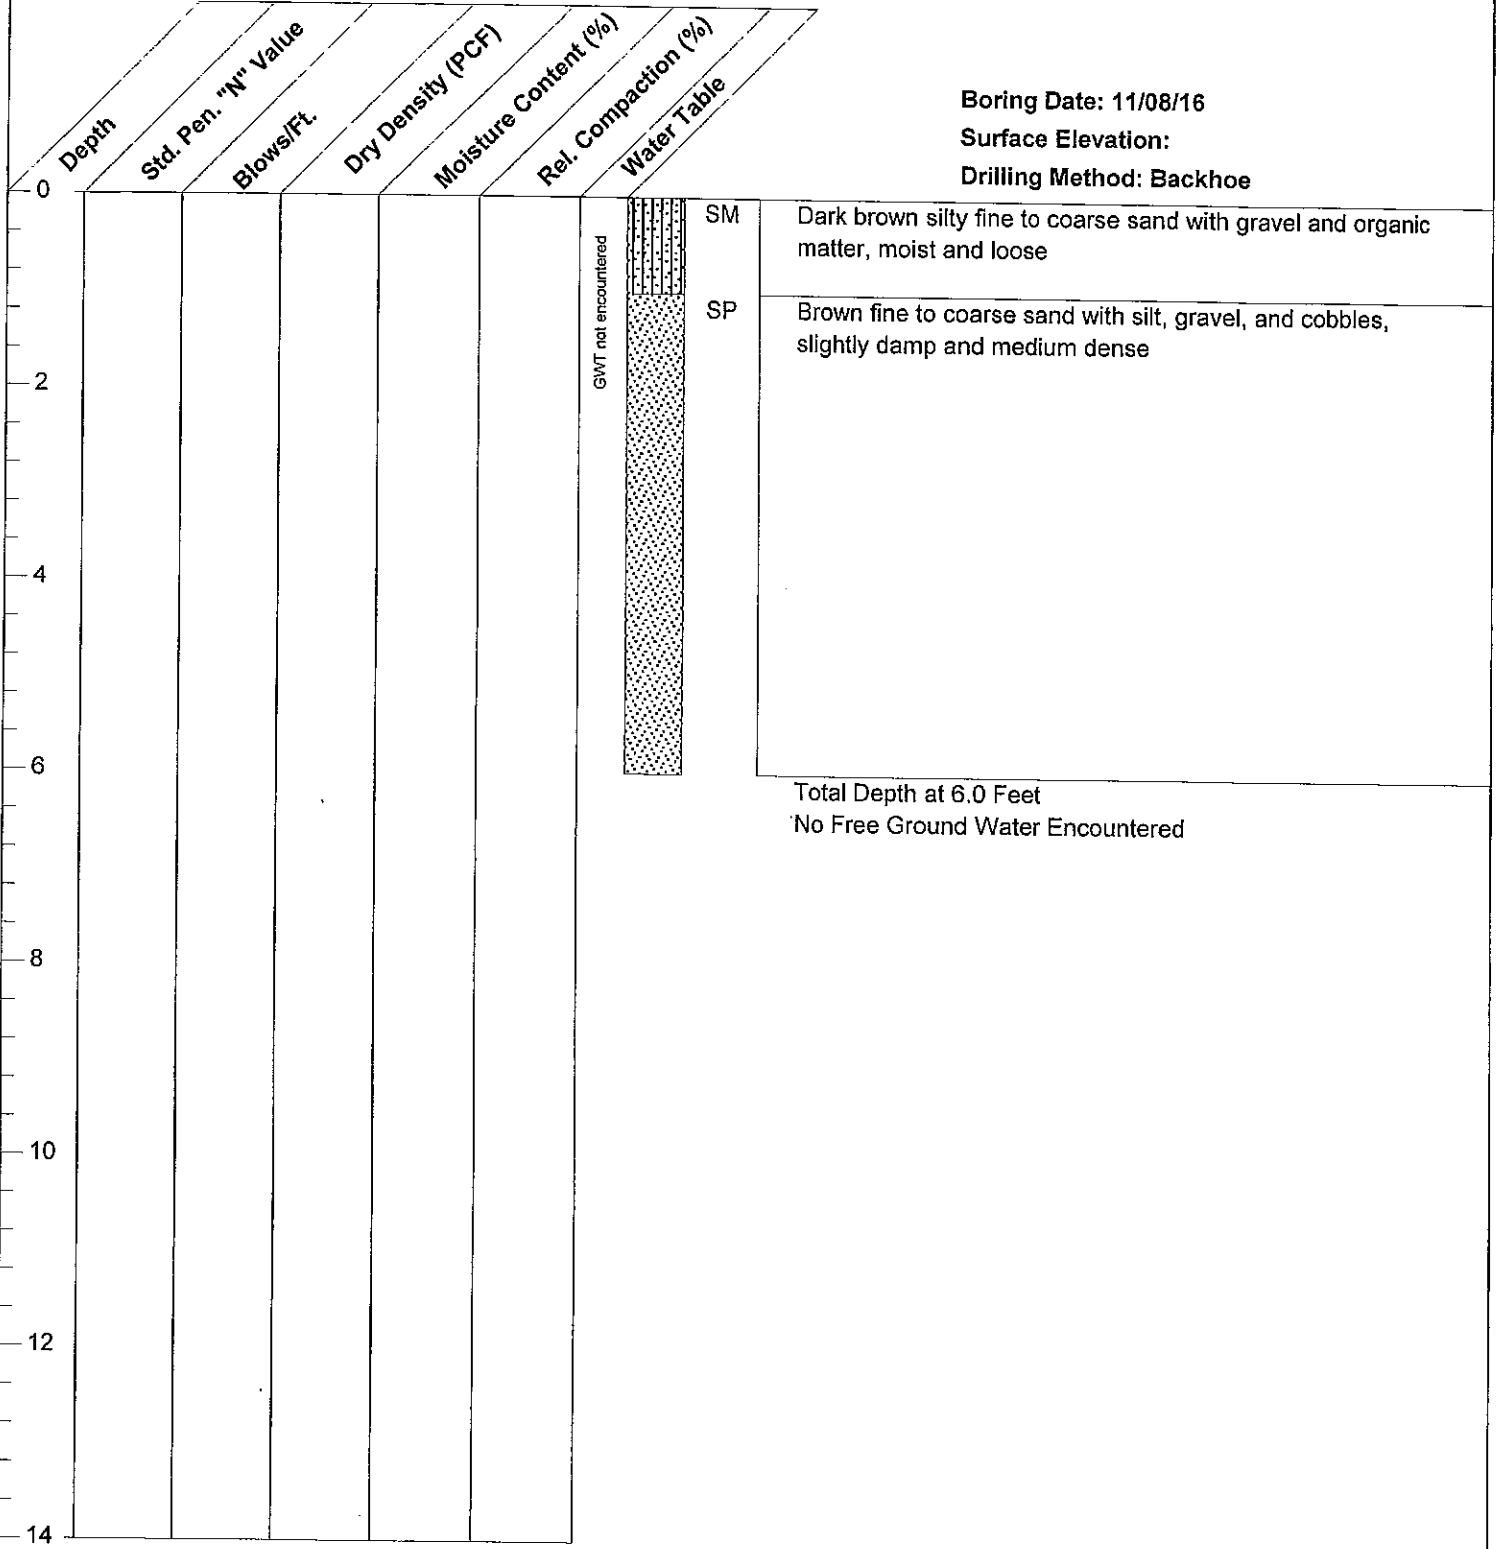 Depth
Std. Pen. "N" Value
Blows/Ft.
Dry Density (PCF)
Moisture Content (%)
Rel. Compaction (%)
Water Table
Boring Date: 11/08/16
Surface Elevation:
Drilling Method: Backhoe
0
GWT not encountered
SM
Dark brown silty fine to coarse sand with gravel and organic
matter, moist and loose
SP
Brown fine to coarse sand with silt, gravel, and cobbles,
slightly damp and medium dense
2
4
6
Total Depth at 6.0 Feet
No Free Ground Water Encountered
8
10
12
14